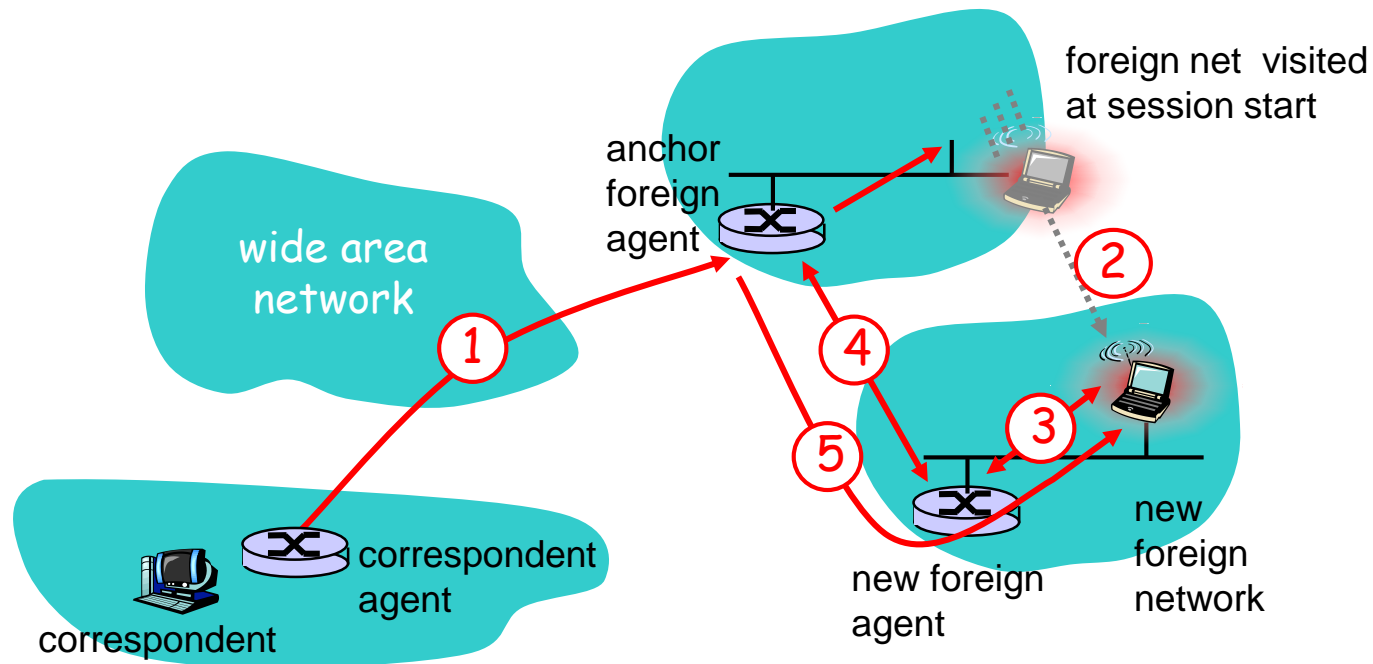 foreign net visited
at session start
anchor
foreign
agent
wide area
network
2
1
4
3
5
correspondent
agent
correspondent
new foreign
agent
new
foreign
network